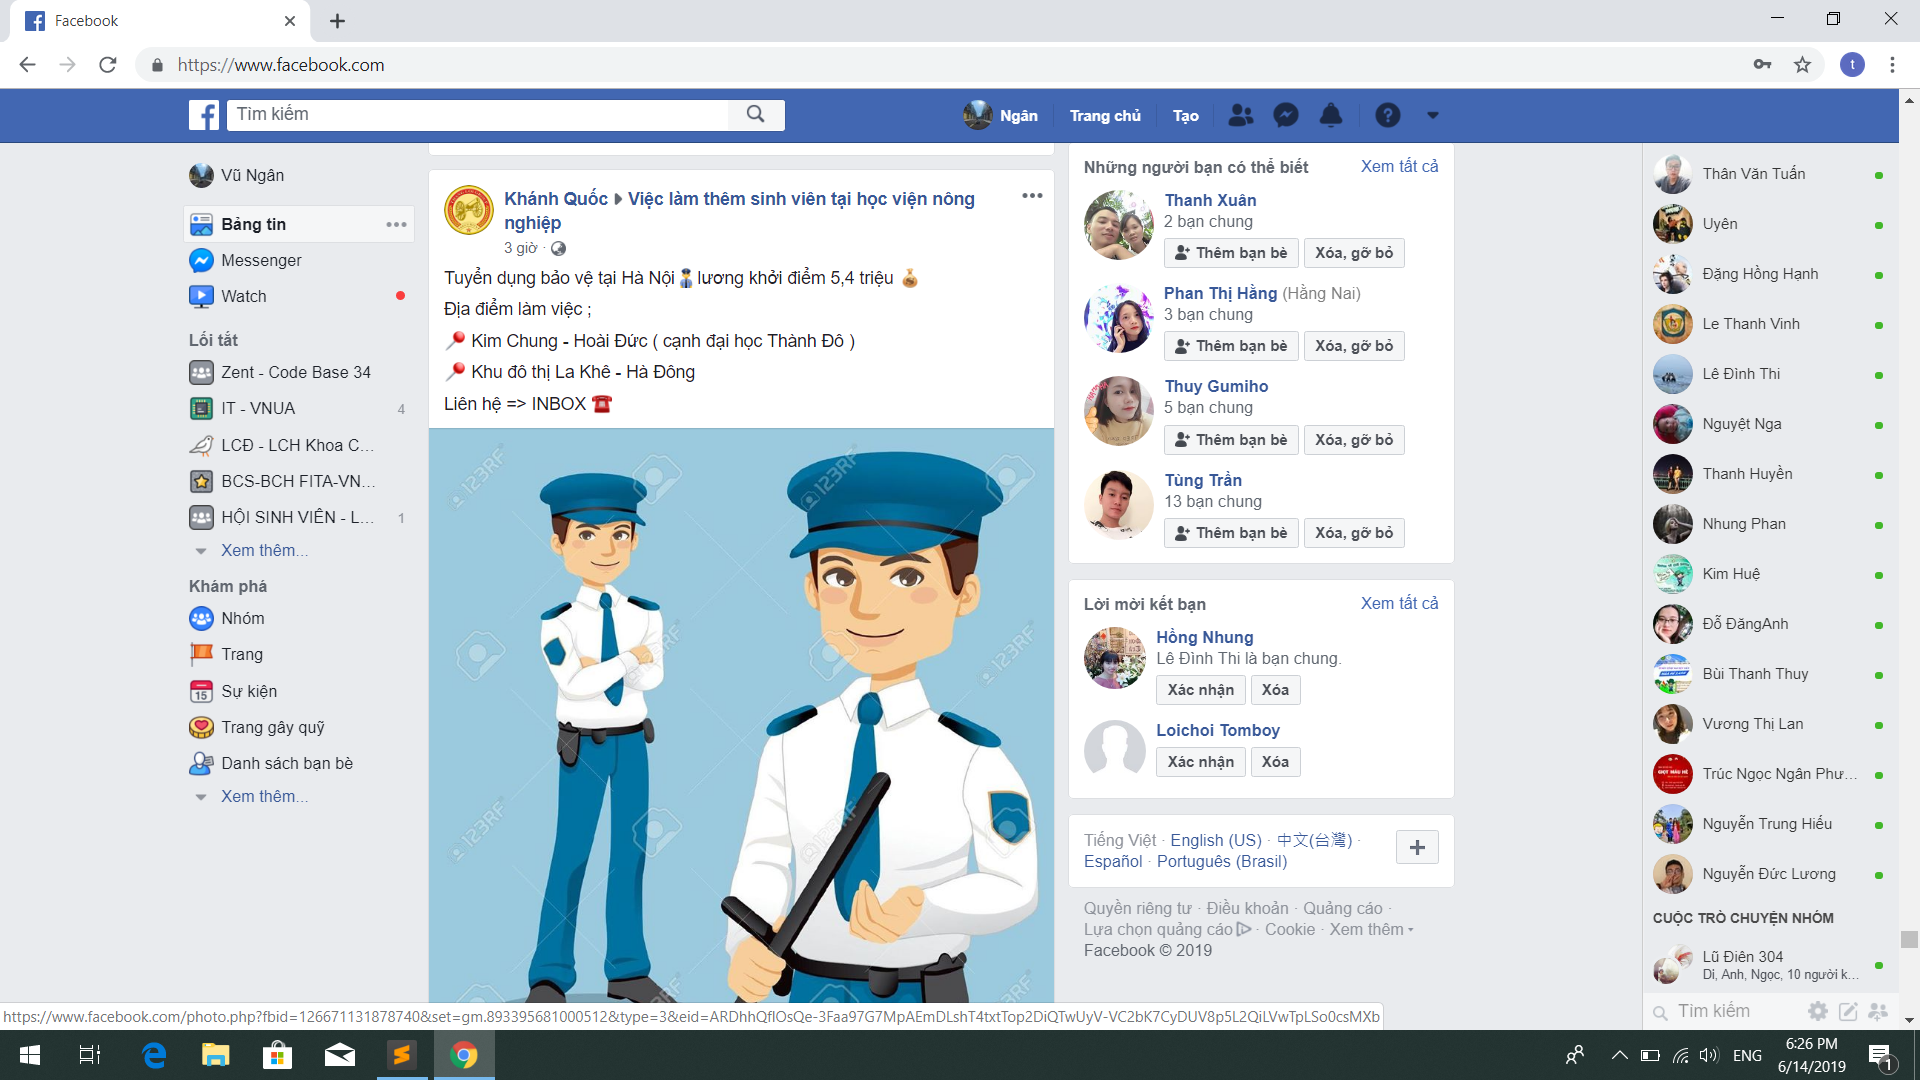 Facebook
https://www.facebook.com
t
Tìm kiếm
Ngân
Trang chủ
Tạo
Vũ Ngân
Bảng tin
Messenger
Watch
Lối tắt
Zent - Code Base 34
IT - VNUA 4
LCĐ - LCH Khoa C...
BCS-BCH FITA-VN...
HỘI SINH VIÊN - L... 1
Xem thêm...
Khám phá
Nhóm
Trang
15 Sự kiện
Trang gây quỹ
Danh sách bạn bè
Xem thêm...
Khánh Quốc Việc làm thêm sinh viên tại học viện nông
nghiệp
3 giờ ·
Tuyển dụng bảo vệ tại Hà Nội lương khởi điểm 5,4 triệu
Địa điểm làm việc ;
Kim Chung - Hoài Đức ( cạnh đại học Thành Đô )
Khu đô thị La Khê - Hà Đông
Liên hệ => INBOX
123RF
123RF
123RF
123RF
123RF
123RF
123RF
123RF
123RF
Những người bạn có thể biết Xem tất cả
Thanh Xuân
2 bạn chung
Thêm bạn bè Xóa, gỡ bỏ
Phan Thị Hằng (Hằng Nai)
3 bạn chung
Thêm bạn bè Xóa, gỡ bỏ
Thuy Gumiho
5 bạn chung
Thêm bạn bè Xóa, gỡ bỏ
Tùng Trần
13 bạn chung
Thêm bạn bè Xóa, gỡ bỏ
Lời mời kết bạn Xem tất cả
Hồng Nhung
Lê Đình Thi là bạn chung.
Xác nhận Xóa
Loichoi Tomboy
Xác nhận Xóa
Tiếng Việt · English (US) · 中文(台灣) ·
Español · Português (Brasil)
Quyền riêng tư · Điều khoản · Quảng cáo ·
Lựa chọn quảng cáo · Cookie · Xem thêm
Facebook © 2019
Thân Văn Tuấn
Uyên
Đặng Hồng Hạnh
Le Thanh Vinh
Lê Đình Thi
Nguyệt Nga
Thanh Huyền
Nhung Phan
Kim Huệ
Đỗ ĐăngAnh
Bùi Thanh Thuy
Vương Thị Lan
Trúc Ngọc Ngân Phư...
Nguyễn Trung Hiếu
Nguyễn Đức Lương
CUỘC TRÒ CHUYỆN NHÓM
Lũ Điên 304
Di, Anh, Ngọc, 10 người k...
Tìm kiếm
https://www.facebook.com/photo.php?fbid=126671131878740&set=gm.893395681000512&type=3&eid=ARDhhQfIOsQe-3Faa97G7MpAEmDLshT4txtTop2DiQTwUyV-VC2bK7CyDUV8p5L2QiLVwTpLSo0csMXb
ENG
6:26 PM
6/14/2019
1